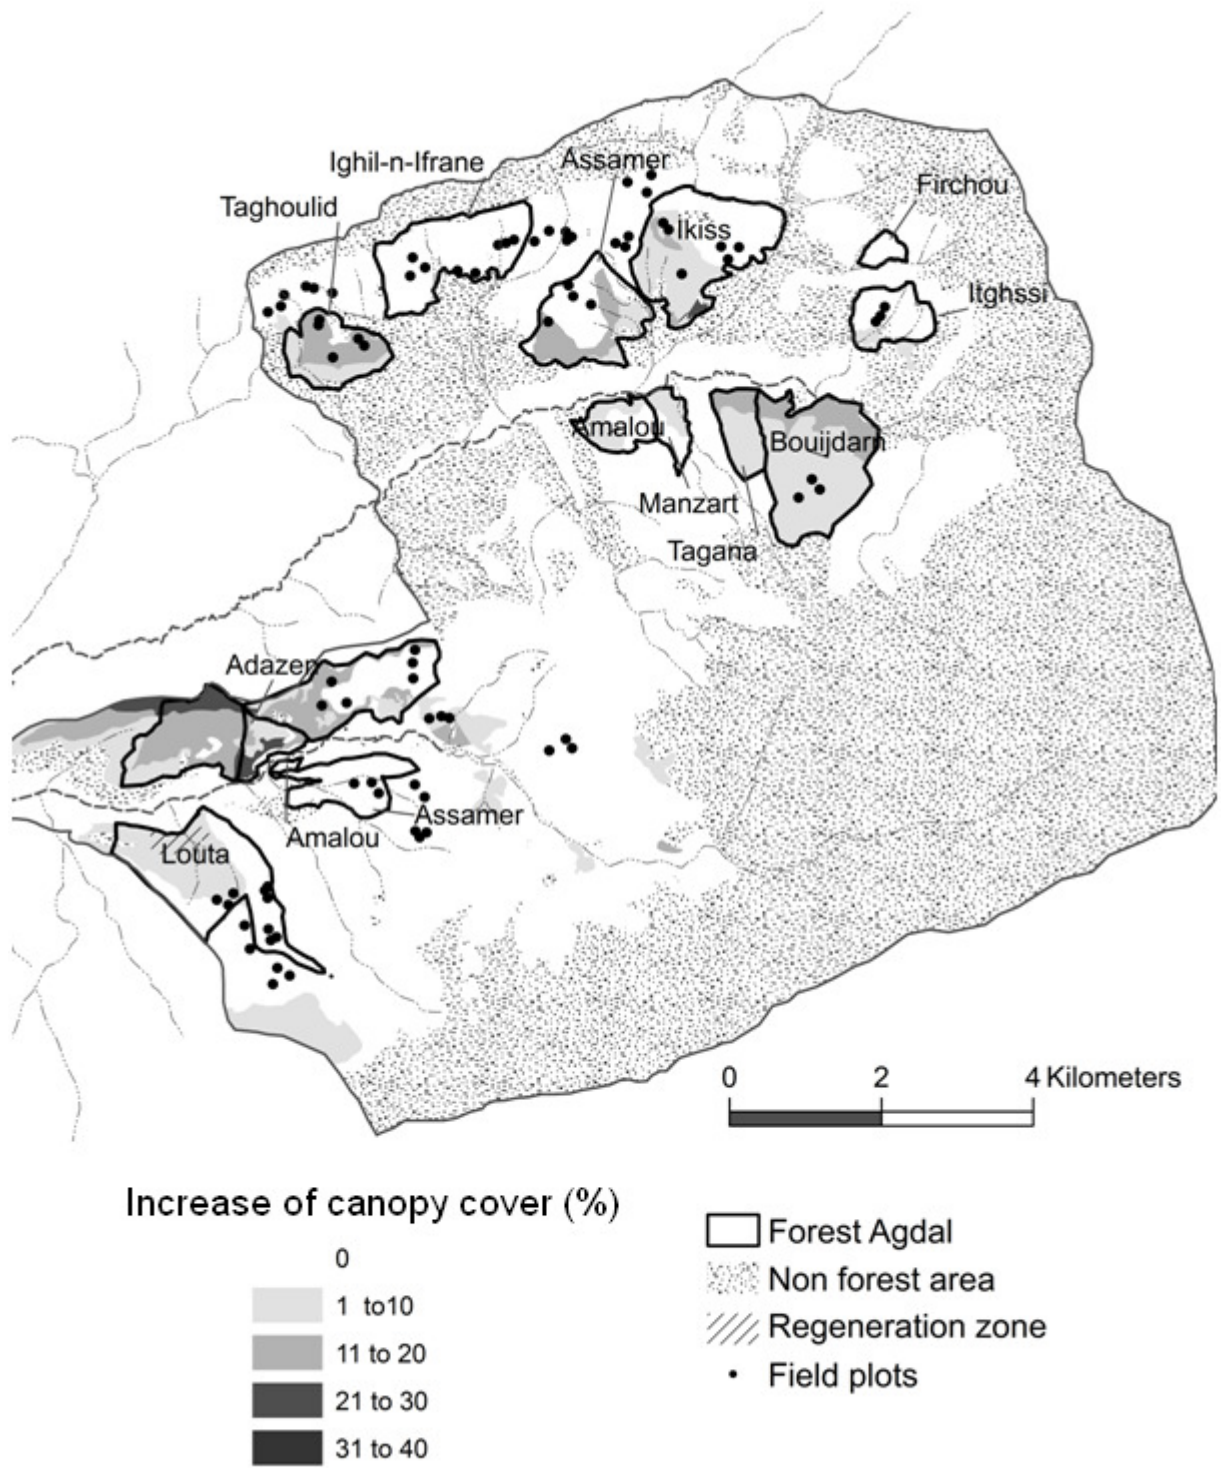 Ighil-n-Ifrane
Assamer
Firchou
Taghoulid
Ikiss
Itghssi
Amalou
Bouijdarn
Manzart
Tagana
Adazen
Assamer
Amalou
Louta
0 2 4 Kilometers
Increase of canopy cover (%)
0
1 to10
11 to 20
21 to 30
31 to 40
Forest Agdal
Non forest area
Regeneration zone
Field plots